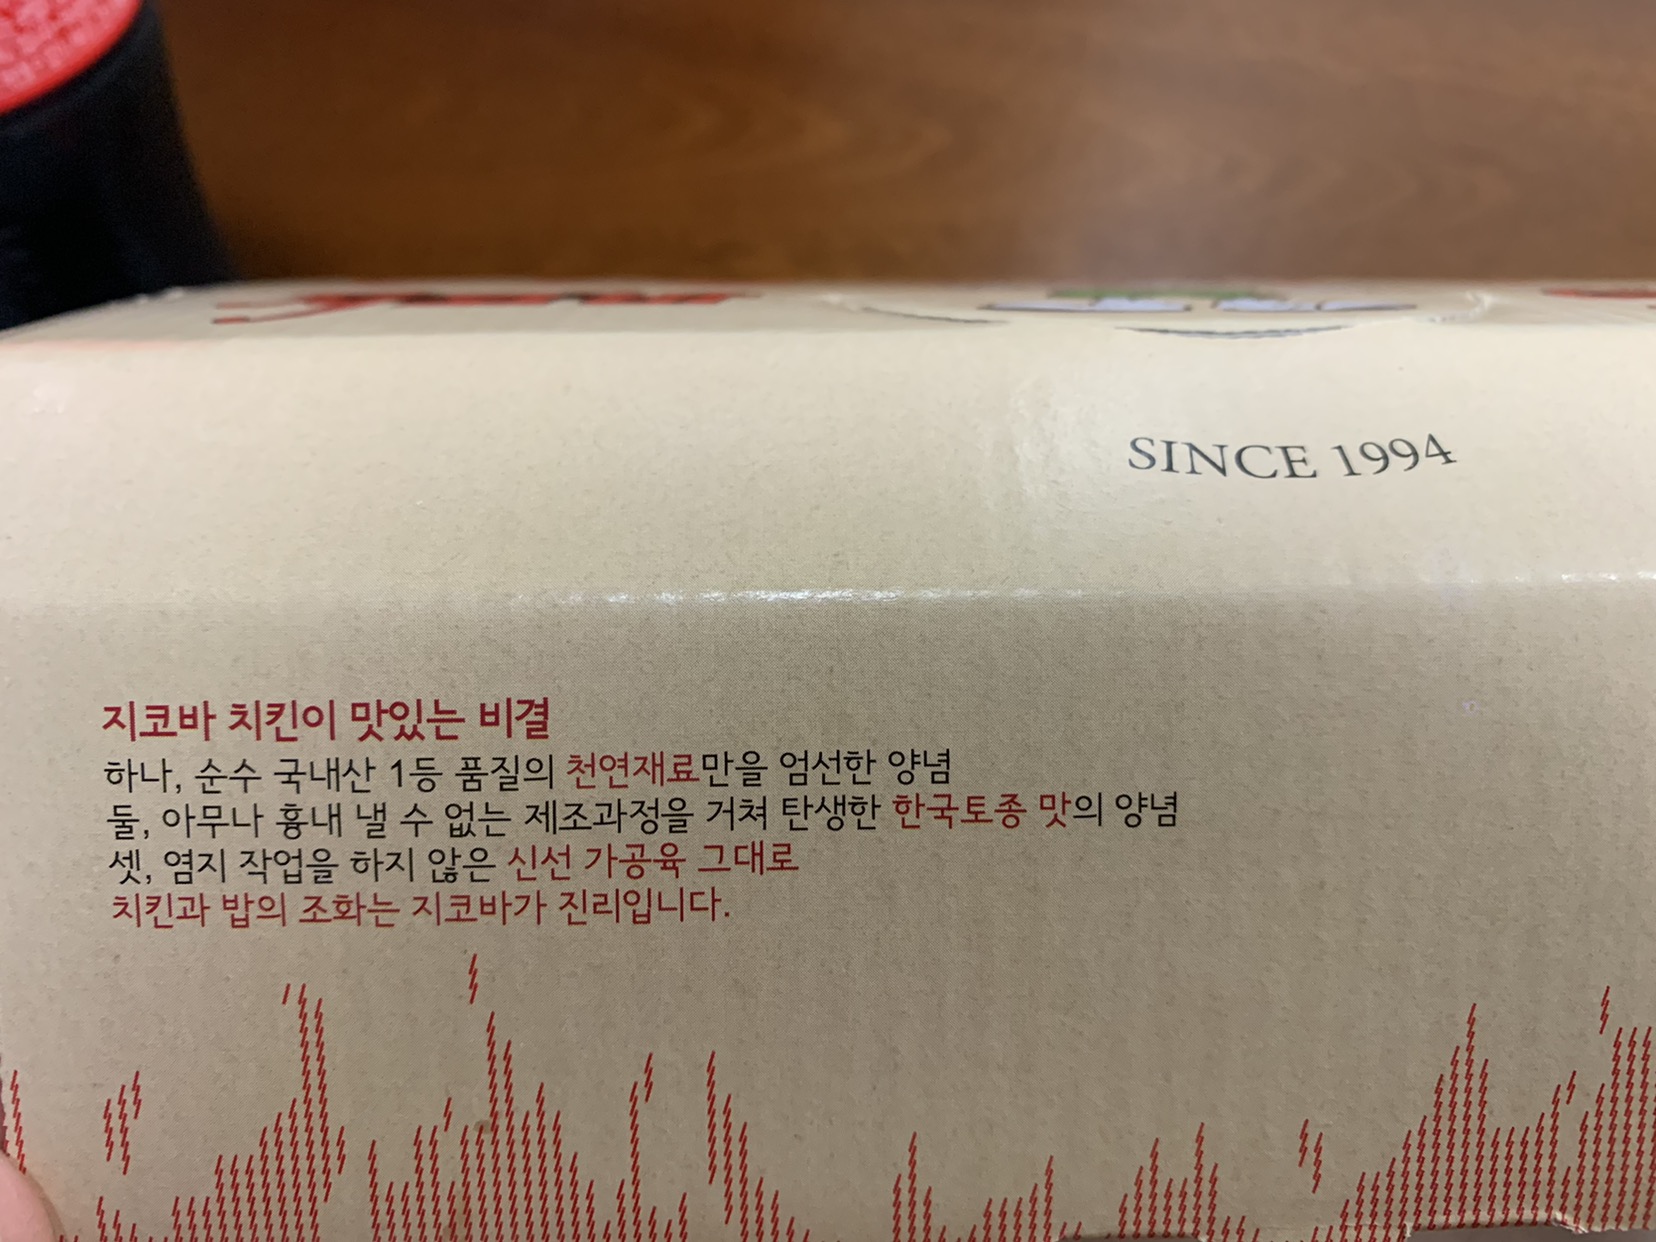 SINCE 1994
지코바 치킨이 맛있는 비결
하나, 순수 국내산 1등 품질의 천연재료만을 엄선한 양념
둘, 아무나 흉내 낼 수 없는 제조과정을 거쳐 탄생한 한국토종 맛의 양념
셋, 염지 작업을 하지 않은 신선 가공육 그대로
치킨과 밥의 조화는 지코바가 진리입니다.